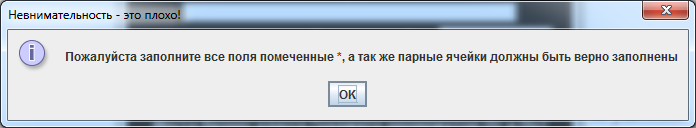 Невнимательность - это плохо!
Пожалуйста заполните все поля помеченные *, а так же парные ячейки должны быть верно заполнены
OK